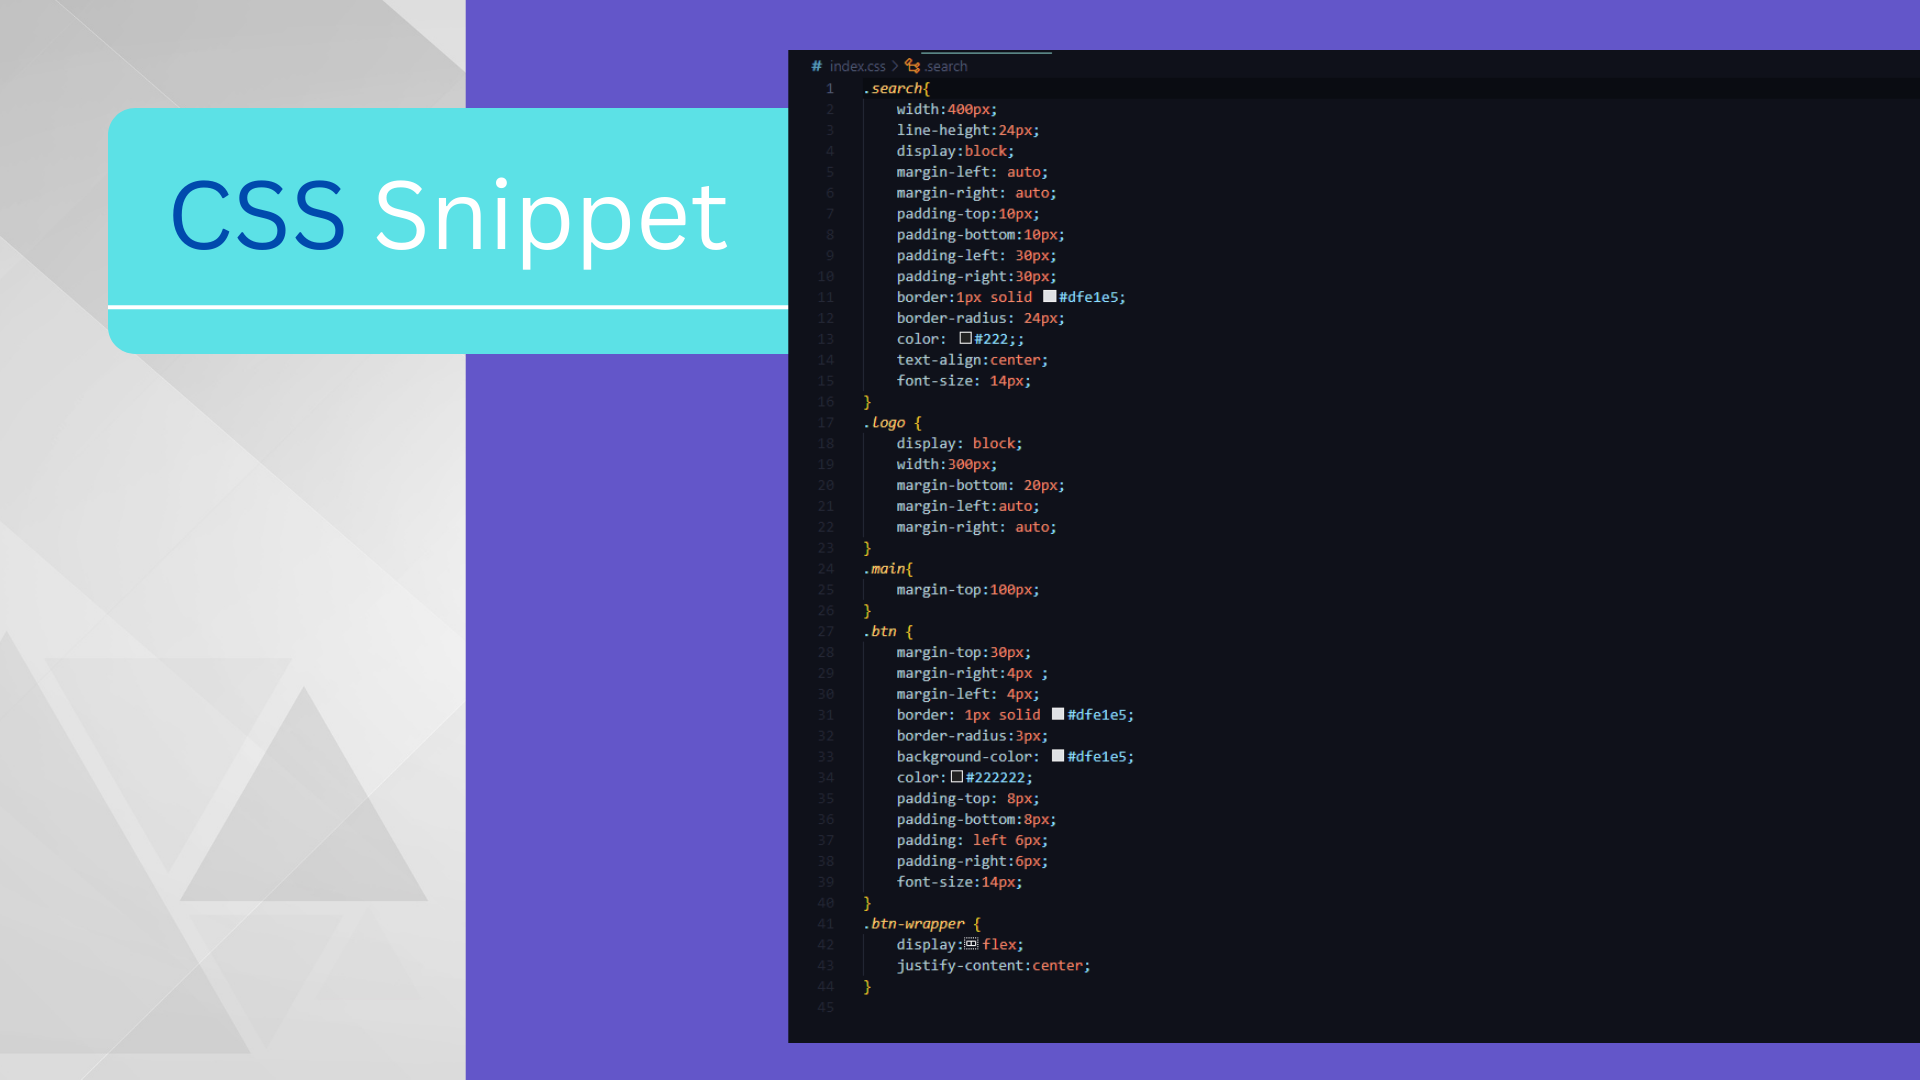 CSS Snippet
# index.css > .search
1 .search{
2 width:400px;
3 line-height:24px;
4 display:block;
5 margin-left: auto;
6 margin-right: auto;
7 padding-top:10px;
8 padding-bottom:10px;
9 padding-left: 30px;
10 padding-right:30px;
11 border:1px solid #dfe1e5;
12 border-radius: 24px;
13 color: #222;;
14 text-align:center;
15 font-size: 14px;
16 }
17 .logo {
18 display: block;
19 width:300px;
20 margin-bottom: 20px;
21 margin-left:auto;
22 margin-right: auto;
23 }
24 .main{
25 margin-top:100px;
26 }
27 .btn {
28 margin-top:30px;
29 margin-right:4px ;
30 margin-left: 4px;
31 border: 1px solid #dfe1e5;
32 border-radius:3px;
33 background-color: #dfe1e5;
34 color:#222222;
35 padding-top: 8px;
36 padding-bottom:8px;
37 padding: left 6px;
38 padding-right:6px;
39 font-size:14px;
40 }
41 .btn-wrapper {
42 display:flex;
43 justify-content:center;
44 }
45